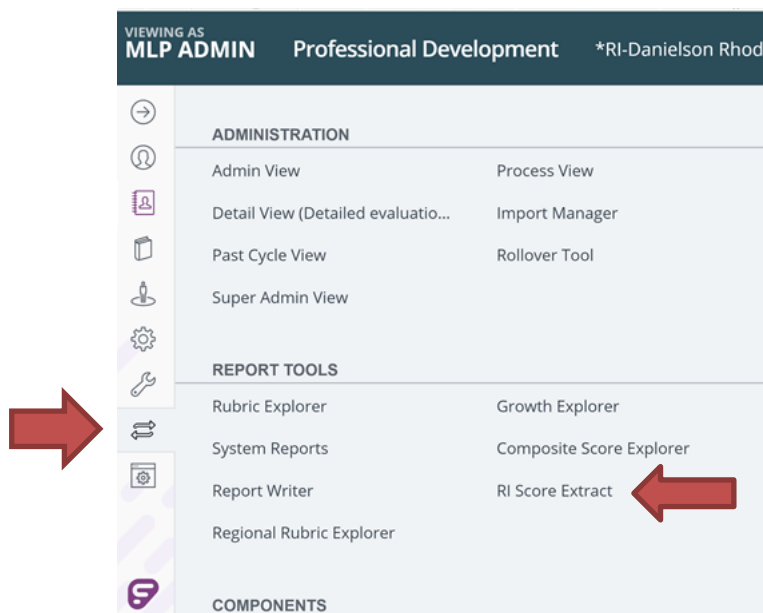 VIEWING AS
MLP ADMIN Professional Development *RI-Danielson Rhod
ADMINISTRATION
Admin View Process View
Detail View (Detailed evaluatio... Import Manager
Past Cycle View Rollover Tool
Super Admin View
REPORT TOOLS
Rubric Explorer Growth Explorer
System Reports Composite Score Explorer
Report Writer RI Score Extract
Regional Rubric Explorer
COMPONENTS